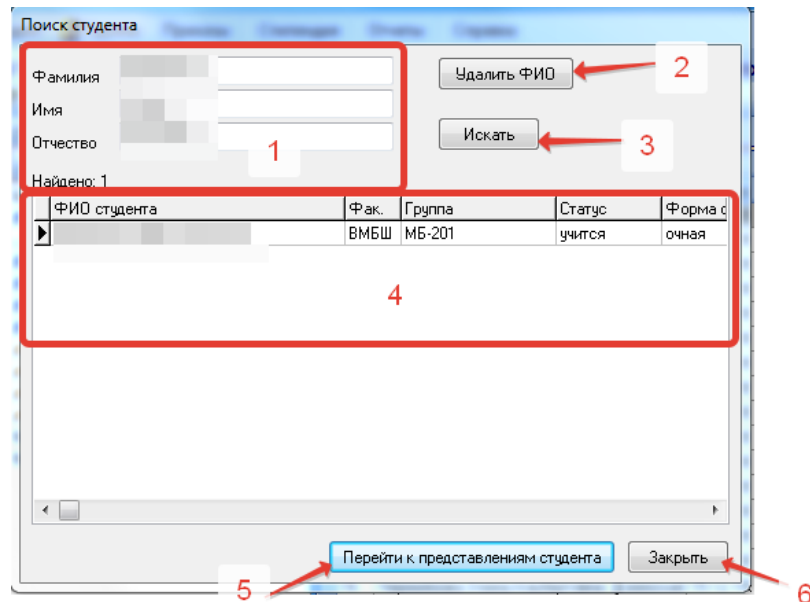 Поиск студента
Фамилия
Удалить ФИО
2
Имя
Искать
3
Отчество
1
Найдено: 1
ФИО студента Фак. Группа Статус Форма о
ВМБШ МБ-201 учится очная
4
Перейти к представлениям студента Закрыть
5
6